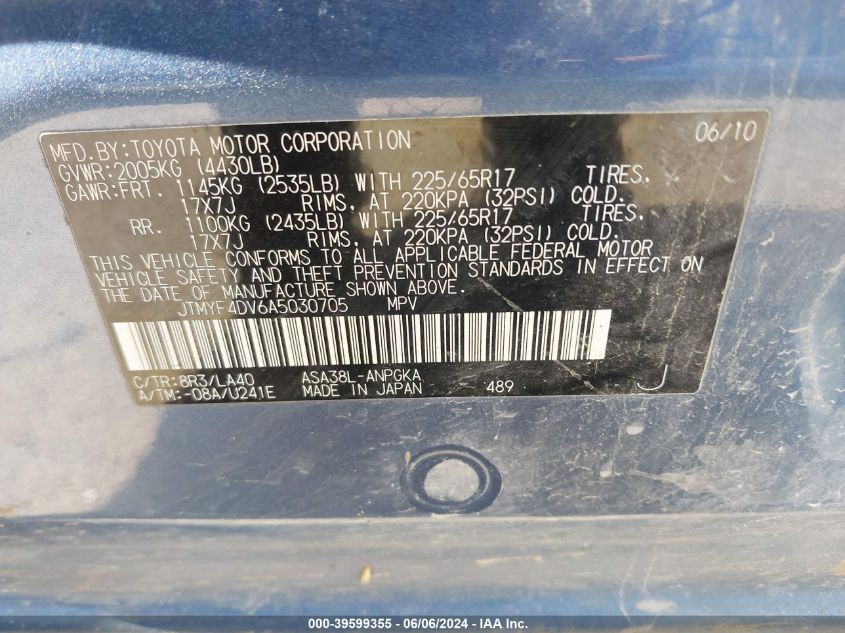 MFD.BY:TOYOTA MOTOR CORPORATION 06/10
GVWR:2005KG (4430LB)
GAWR:FRT. 1145KG (2535LB) WITH 225/65R17 TIRES,
17X7J RIMS, AT 220KPA (32PSI) COLD.
RR. 1100KG (2435LB) WITH 225/65R17 TIRES,
17X7J RIMS, AT 220KPA (32PSI) COLD.
THIS VEHICLE CONFORMS TO ALL APPLICABLE FEDERAL MOTOR
VEHICLE SAFETY AND THEFT PREVENTION STANDARDS IN EFFECT ON
THE DATE OF MANUFACTURE SHOWN ABOVE.
JTMYF4DV6A5030705 MPV
C/TR:8R3/LA40 ASA38L-ANPGKA
A/TM:-08A/U241E MADE IN JAPAN 489 J
000-39599355 - 06/06/2024 - IAA Inc.